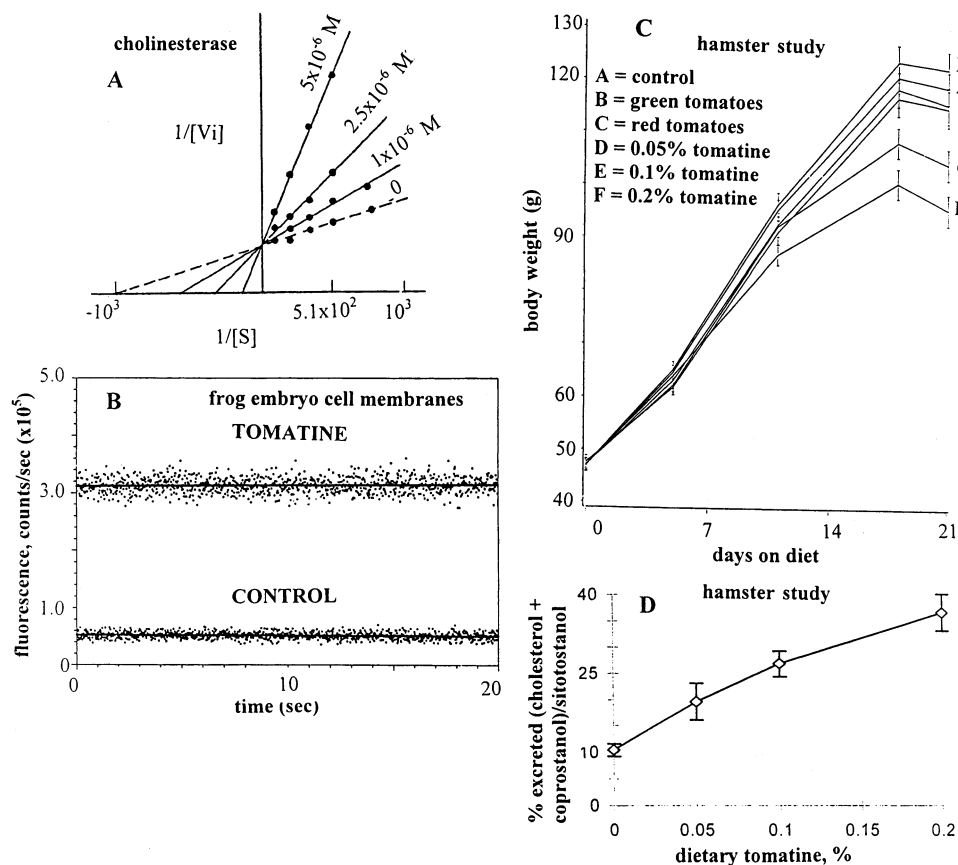 cholinesterase
A
1/[Vi]
5x10⁻⁶ M
2.5x10⁻⁶ M
1x10⁻⁶ M
0
-10³
5.1x10²
10³
1/[S]
B
frog embryo cell membranes
TOMATINE
CONTROL
fluorescence, counts/sec (x10⁵)
5.0
3.0
1.0
0
0
10
20
time (sec)
C
hamster study
A = control
B = green tomatoes
C = red tomatoes
D = 0.05% tomatine
E = 0.1% tomatine
F = 0.2% tomatine
body weight (g)
130
120
90
60
50
40
0
7
14
21
days on diet
D
hamster study
% excreted (cholesterol +
coprostanol)/sitotostanol
40
25
10
0
0
0.05
0.1
0.15
0.2
dietary tomatine, %